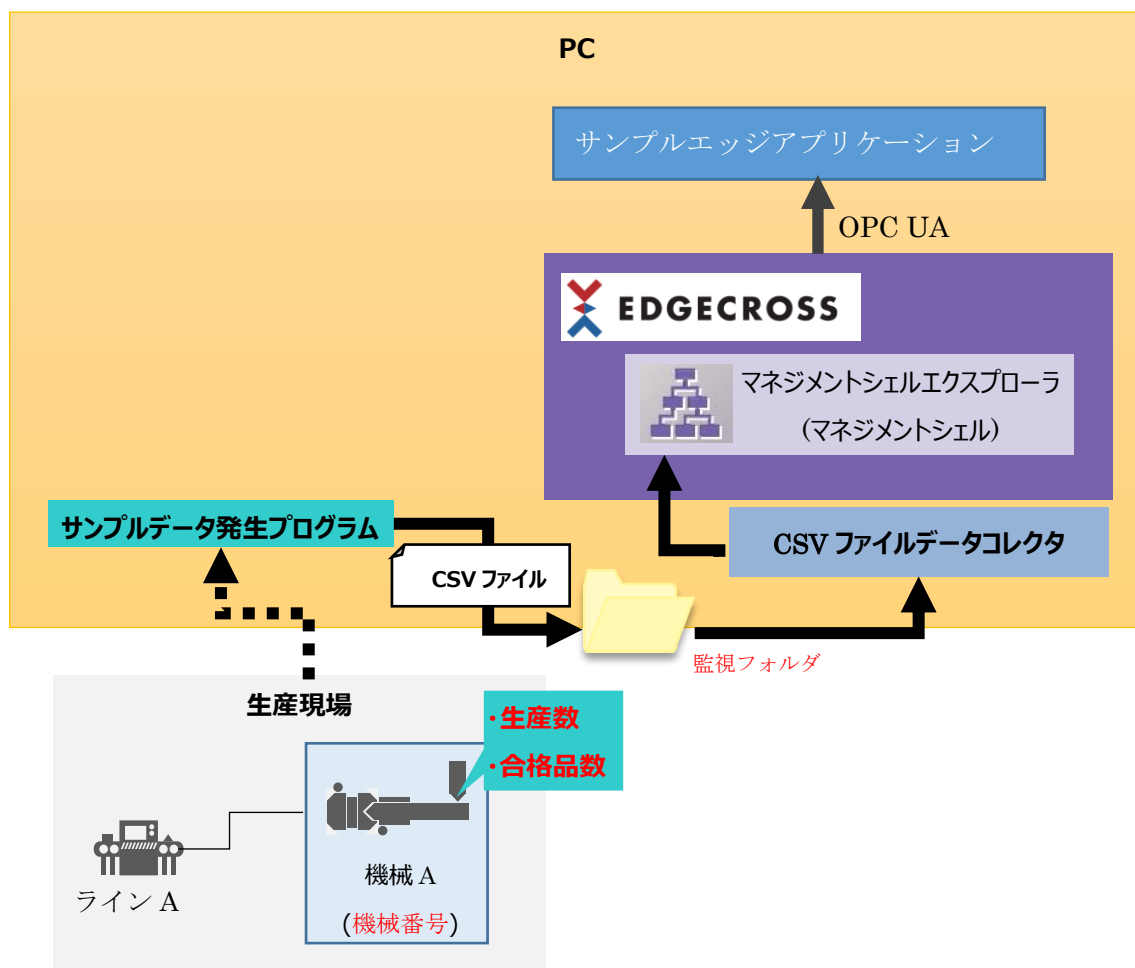 PC
サンプルエッジアプリケーション
OPC UA
EDGECROSS
マネジメントシェルエクスプローラ
(マネジメントシェル)
サンプルデータ発生プログラム
CSV ファイルデータコレクタ
CSV ファイル
監視フォルダ
生産現場
・生産数
・合格品数
機械 A
ライン A
(機械番号)